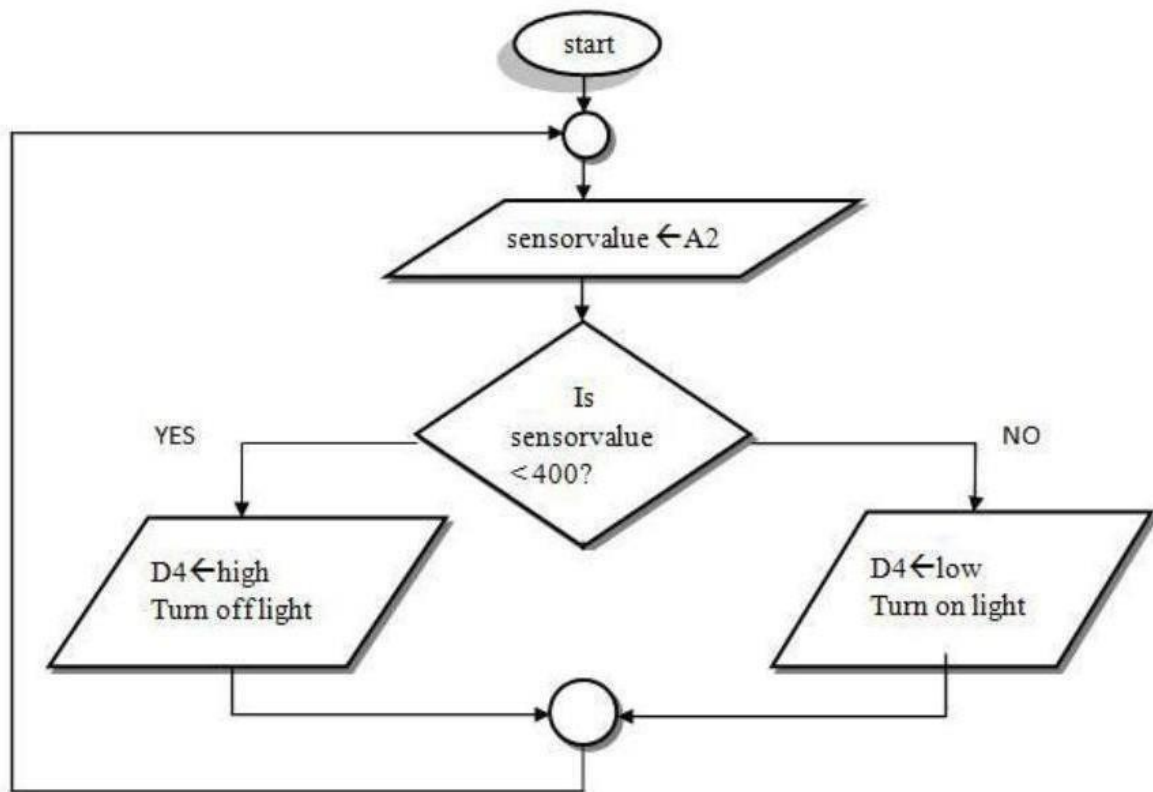 start
sensorvalue ←A2
Is
sensorvalue
<400?
YES
NO
D4←high
Turn off light
D4←low
Turn on light